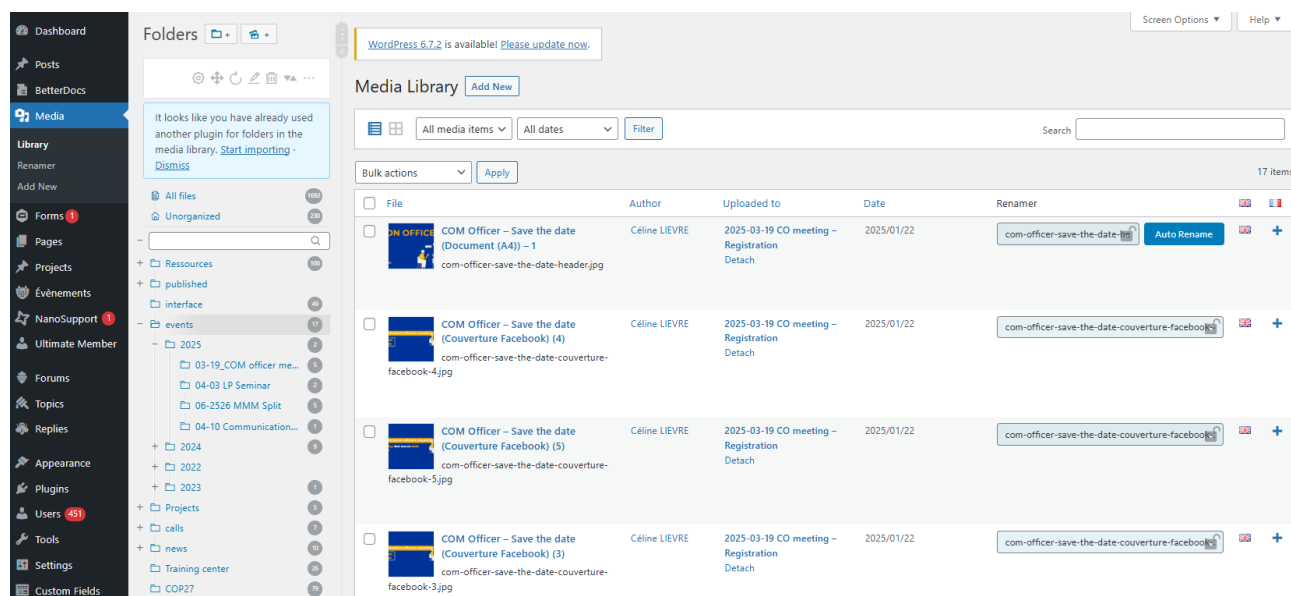 Screen Options ▼
Help ▼
Dashboard
Posts
BetterDocs
Media
Library
Renamer
Add New
Forms 1
Pages
Projects
Évènements
NanoSupport 1
Ultimate Member
Forums
Topics
Replies
Appearance
Plugins
Users 451
Tools
Settings
Custom Fields
Folders
It looks like you have already used
another plugin for folders in the
media library. Start importing ·
Dismiss
All files 1692
Unorganized 230
Ressources 100
published
interface 49
events 17
2025 2
03-19_COM officer me... 5
04-03 LP Seminar 2
06-2526 MMM Split 5
04-10 Communication... 1
2024 9
2022
2023 1
Projects 5
calls 7
news 10
Training center 26
COP27 79
WordPress 6.7.2 is available! Please update now.
Media Library
Add New
All media items
All dates
Filter
Search
Bulk actions
Apply
17 items
File Author Uploaded to Date Renamer
ON OFFICE
COM Officer – Save the date
(Document (A4)) – 1
com-officer-save-the-date-header.jpg
Céline LIEVRE
2025-03-19 CO meeting –
Registration
Detach
2025/01/22
com-officer-save-the-date-he
Auto Rename
COM Officer – Save the date
(Couverture Facebook) (4)
com-officer-save-the-date-couverture-
facebook-4.jpg
Céline LIEVRE
2025-03-19 CO meeting –
Registration
Detach
2025/01/22
com-officer-save-the-date-couverture-facebook-
COM Officer – Save the date
(Couverture Facebook) (5)
com-officer-save-the-date-couverture-
facebook-5.jpg
Céline LIEVRE
2025-03-19 CO meeting –
Registration
Detach
2025/01/22
com-officer-save-the-date-couverture-facebook-
COM Officer – Save the date
(Couverture Facebook) (3)
com-officer-save-the-date-couverture-
facebook-3.jpg
Céline LIEVRE
2025-03-19 CO meeting –
Registration
Detach
2025/01/22
com-officer-save-the-date-couverture-facebook-